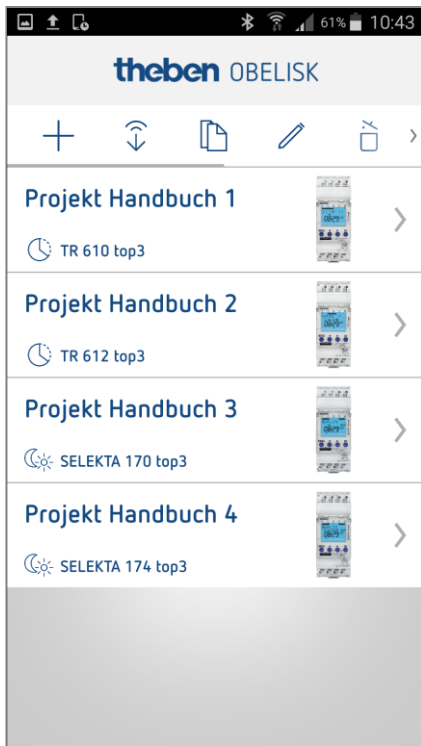 61% 10:43
theben OBELISK
Projekt Handbuch 1
TR 610 top3
Projekt Handbuch 2
TR 612 top3
Projekt Handbuch 3
SELEKTA 170 top3
Projekt Handbuch 4
SELEKTA 174 top3